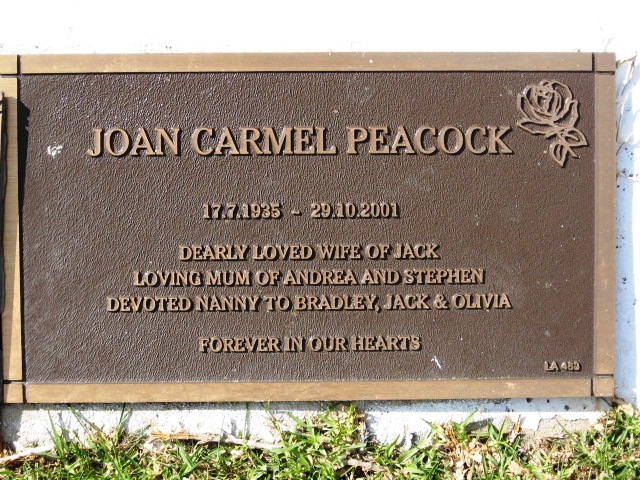 JOAN CARMEL PEACOCK
17.7.1935 ~ 29.10.2001
DEARLY LOVED WIFE OF JACK
LOVING MUM OF ANDREA AND STEPHEN
DEVOTED NANNY TO BRADLEY, JACK & OLIVIA
FOREVER IN OUR HEARTS
LA 453